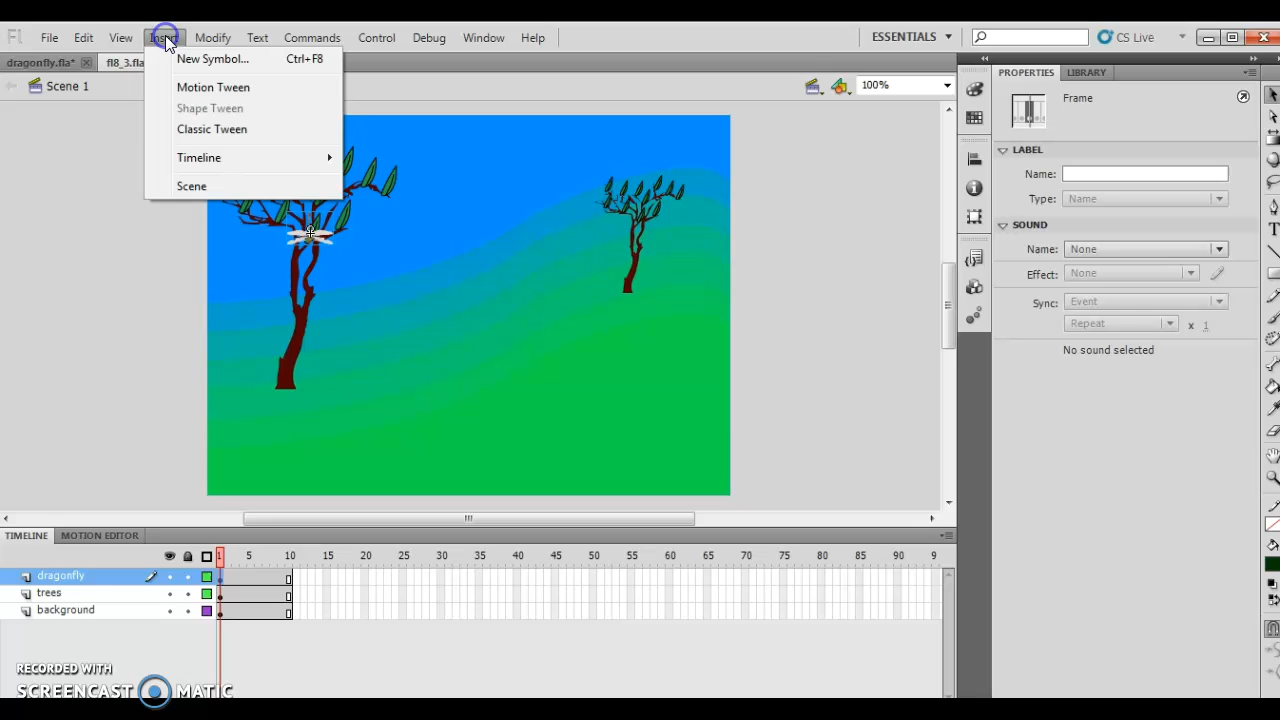 Fl File Edit View Insert Modify Text Commands Control Debug Window Help ESSENTIALS CS Live
dragonfly.fla* fl8_3.fla
New Symbol... Ctrl+F8
Motion Tween
Shape Tween
Classic Tween
Timeline
Scene
Scene 1 100%
PROPERTIES LIBRARY
Frame
LABEL
Name:
Type: Name
SOUND
Name: None
Effect: None
Sync: Event
Repeat x 1
No sound selected
TIMELINE MOTION EDITOR
1 5 10 15 20 25 30 35 40 45 50 55 60 65 70 75 80 85 90 9
dragonfly
trees
background
RECORDED WITH
SCREENCAST MATIC